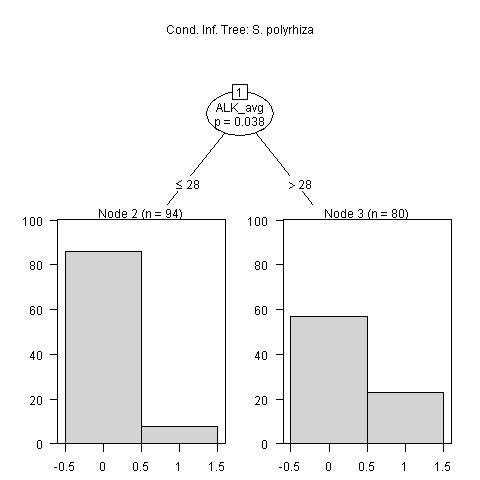 Cond. Inf. Tree: S. polyrhiza
1
ALK_avg
p = 0.038
≤ 28
> 28
Node 2 (n = 94)
100
80
60
40
20
0
-0.5 0 0.5 1 1.5
Node 3 (n = 80)
100
80
60
40
20
0
-0.5 0 0.5 1 1.5